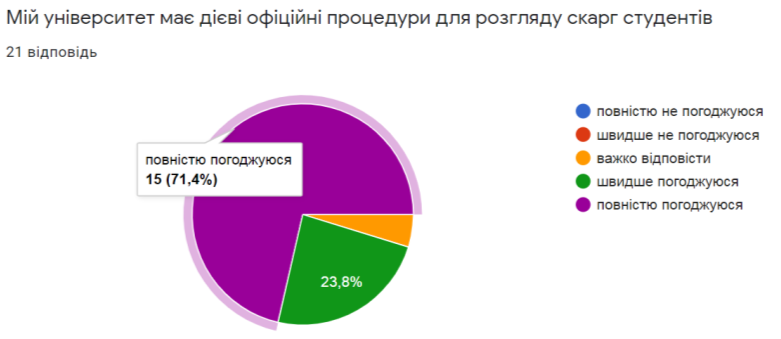 Мій університет має дієві офіційні процедури для розгляду скарг студентів
21 відповідь
повністю погоджуюся
15 (71,4%)
23,8%
повністю не погоджуюся
швидше не погоджуюся
важко відповісти
швидше погоджуюся
повністю погоджуюся